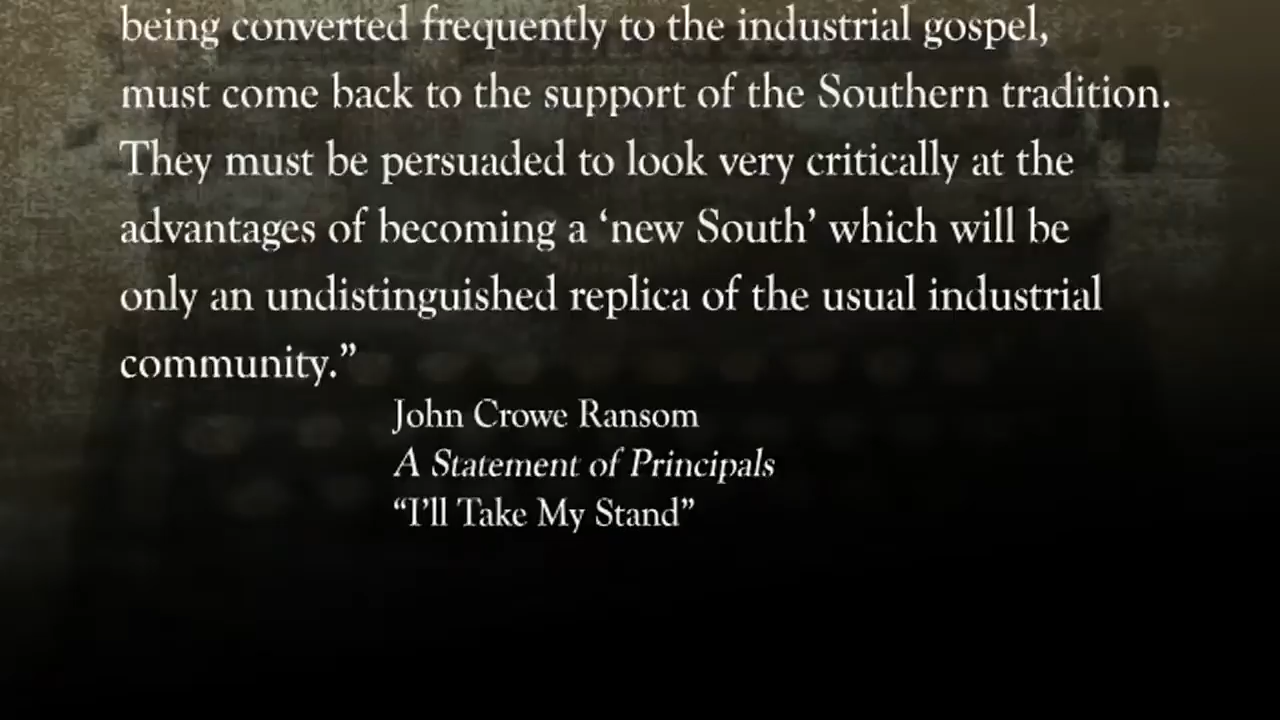 being converted frequently to the industrial gospel,
must come back to the support of the Southern tradition.
They must be persuaded to look very critically at the
advantages of becoming a ‘new South’ which will be
only an undistinguished replica of the usual industrial
community.”
John Crowe Ransom
A Statement of Principals
“I’ll Take My Stand”